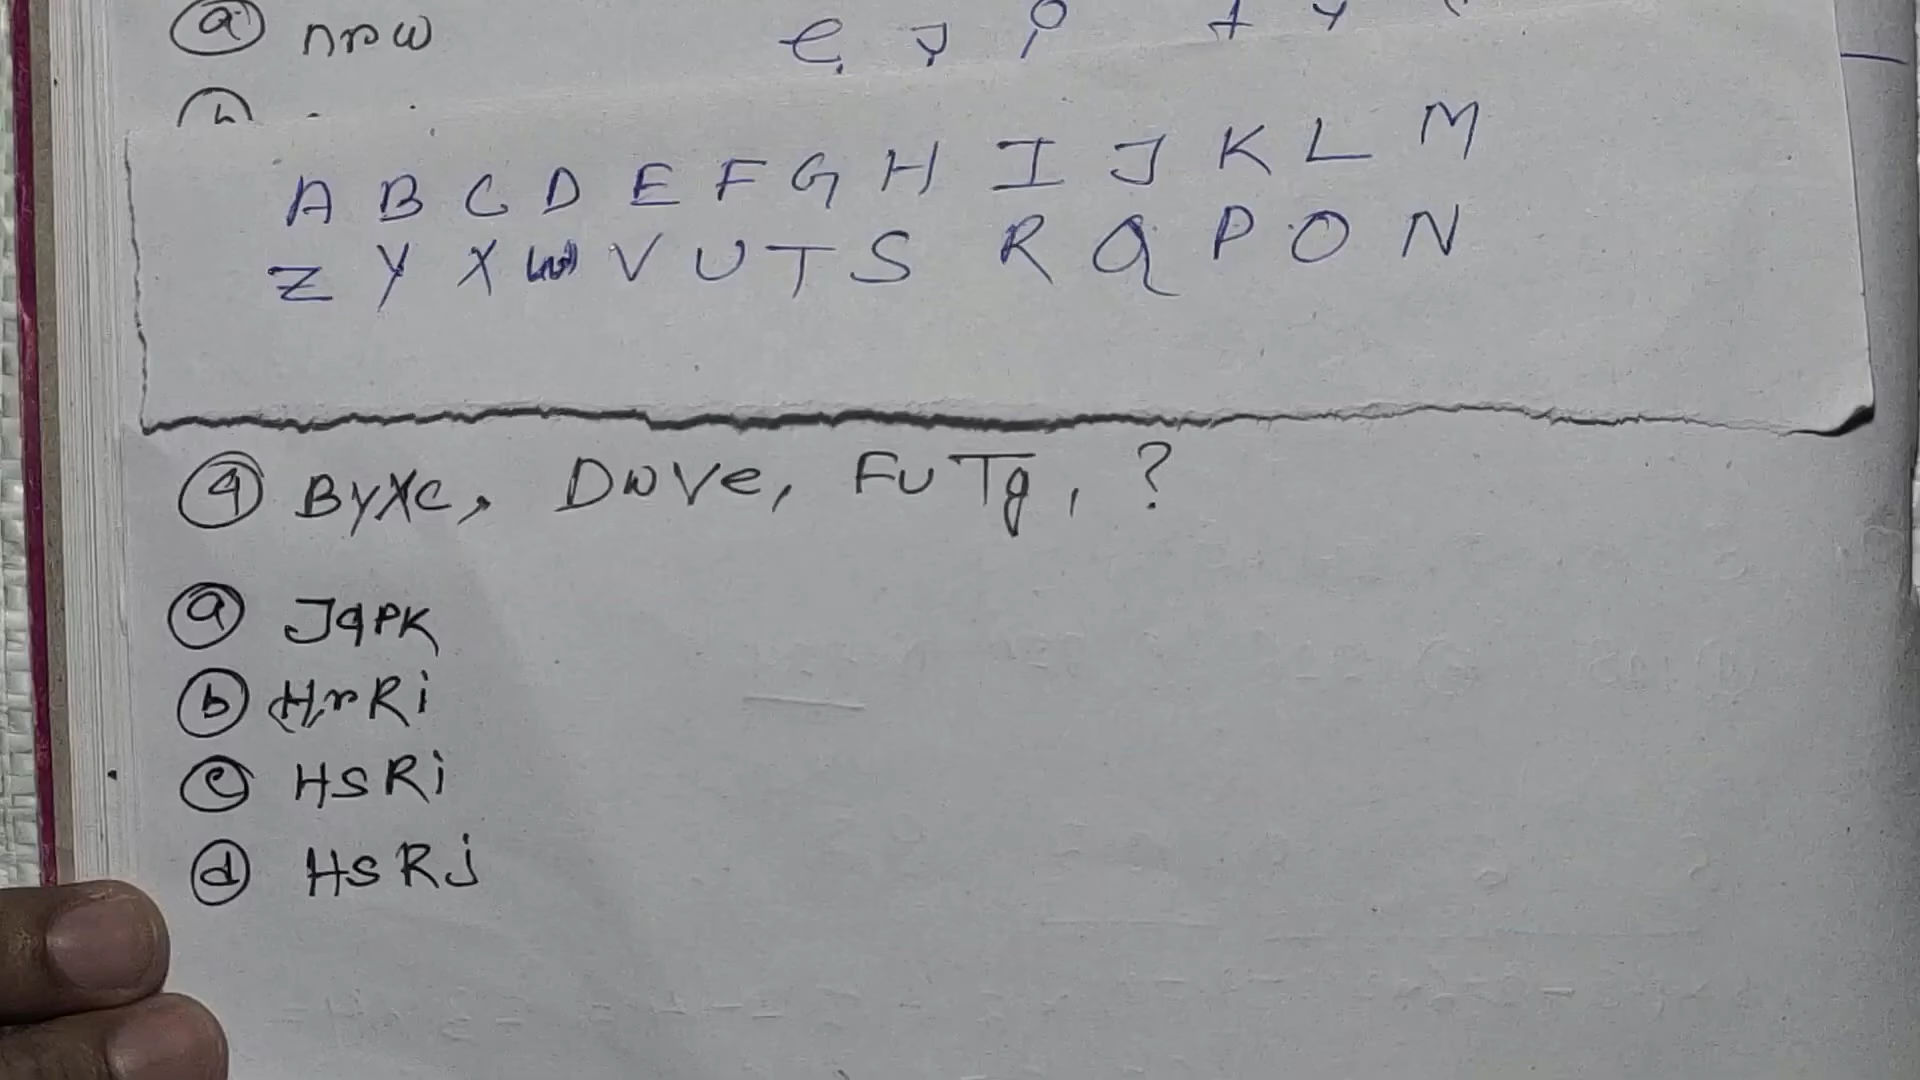 ⓐ nrw
A B C D E F G H I J K L M
Z Y X W V U T S R Q P O N
④ ByXc, DwVe, FuTg, ?
ⓐ JqPK
ⓑ HrRi
ⓒ HsRi
ⓓ HsRj